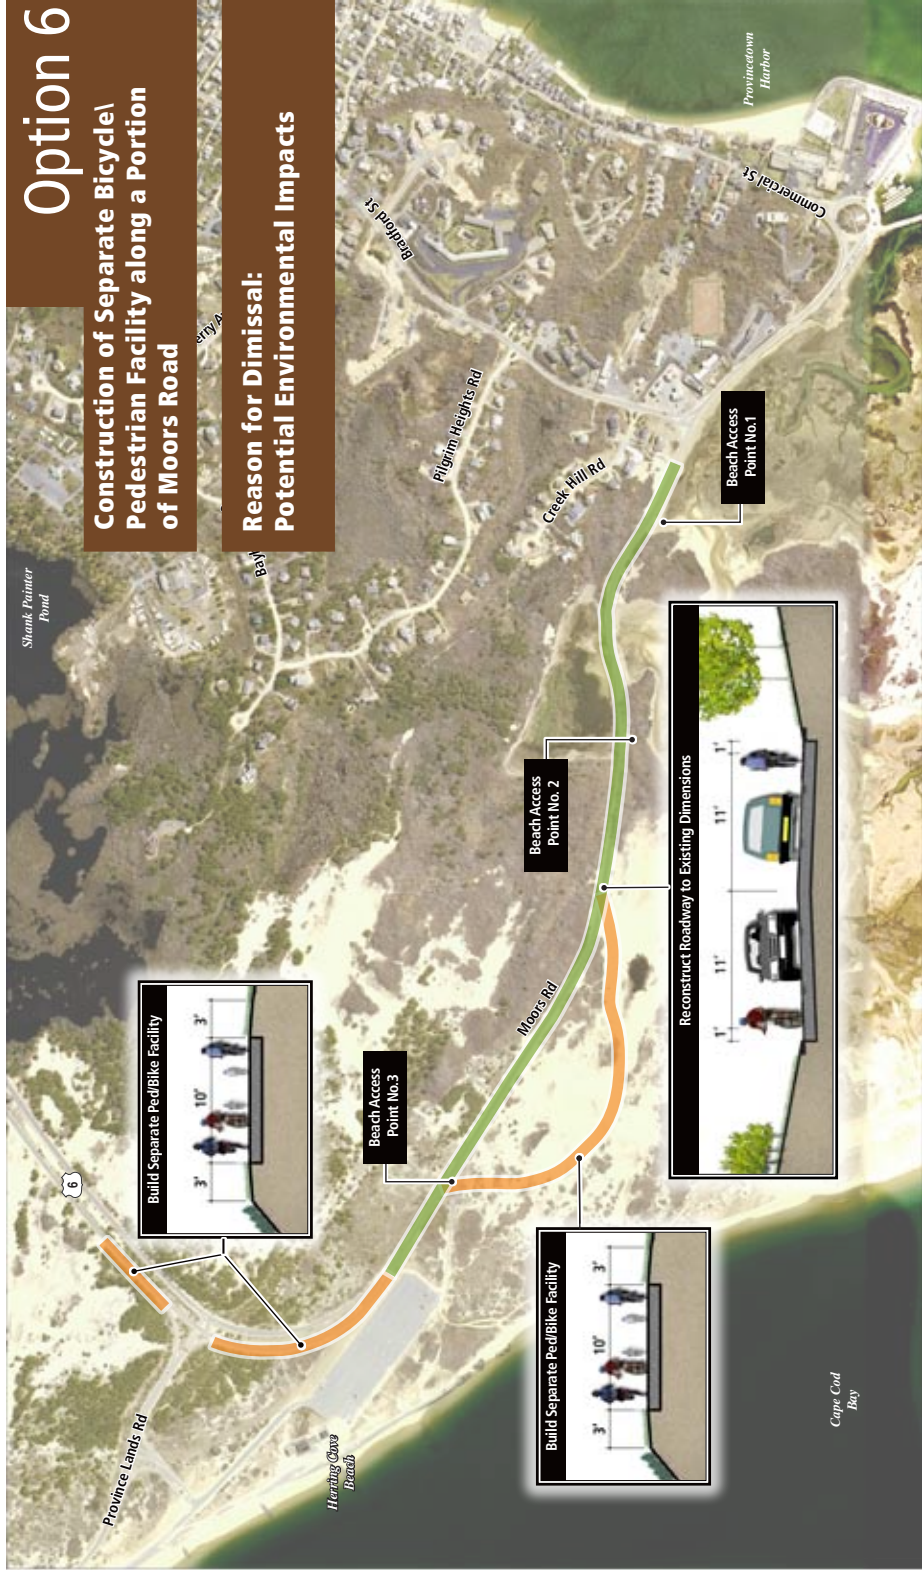 Option 6
Construction of Separate Bicycle\
Pedestrian Facility along a Portion
of Moors Road
Reason for Dimissal:
Potential Environmental Impacts
Shank Painter
Pond
Provincetown
Harbor
Bradford St
Commercial St
Pilgrim Heights Rd
Creek Hill Rd
Beach Access
Point No.1
Beach Access
Point No. 2
Beach Access
Point No.3
Moors Rd
6
Province Lands Rd
Herring Cove
Beach
Cape Cod
Bay
Build Separate Ped/Bike Facility
3'
10'
3'
Build Separate Ped/Bike Facility
3'
10'
3'
Reconstruct Roadway to Existing Dimensions
1'
11'
11'
1'